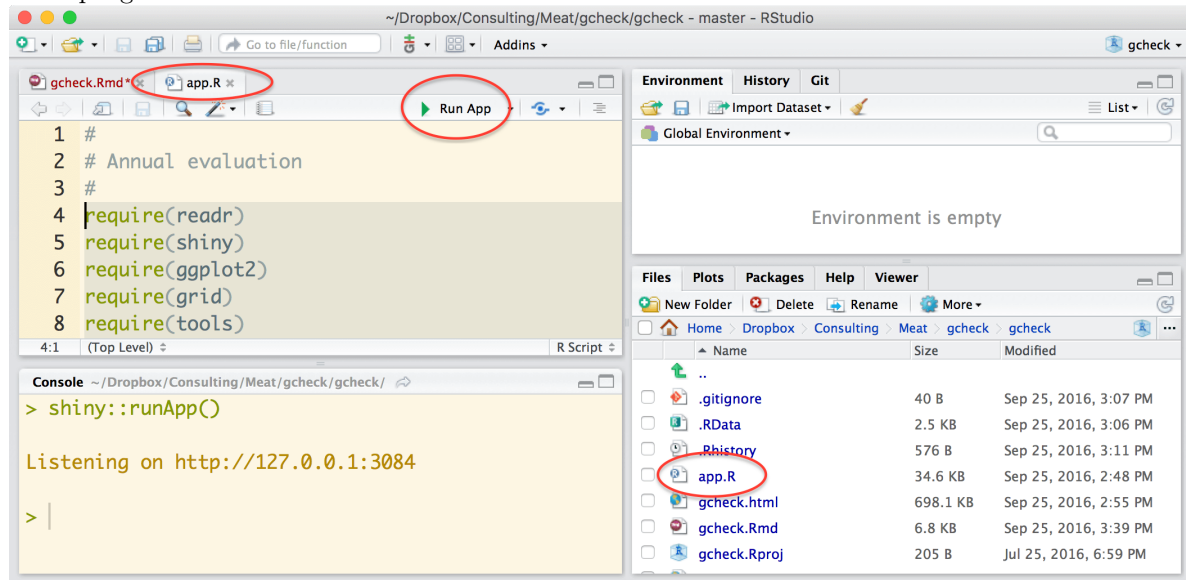 ~/Dropbox/Consulting/Meat/gcheck/gcheck - master - RStudio
Go to file/function Addins gcheck
gcheck.Rmd* app.R
Run App
1 #
2 # Annual evaluation
3 #
4 require(readr)
5 require(shiny)
6 require(ggplot2)
7 require(grid)
8 require(tools)
4:1 (Top Level) R Script
Console ~/Dropbox/Consulting/Meat/gcheck/gcheck/
> shiny::runApp()
Listening on http://127.0.0.1:3084
>
Environment History Git
Import Dataset List
Global Environment
Environment is empty
Files Plots Packages Help Viewer
New Folder Delete Rename More
Home > Dropbox > Consulting > Meat > gcheck > gcheck ...
Name Size Modified
..
.gitignore 40 B Sep 25, 2016, 3:07 PM
.RData 2.5 KB Sep 25, 2016, 3:06 PM
.Rhistory 576 B Sep 25, 2016, 3:11 PM
app.R 34.6 KB Sep 25, 2016, 2:48 PM
gcheck.html 698.1 KB Sep 25, 2016, 2:55 PM
gcheck.Rmd 6.8 KB Sep 25, 2016, 3:39 PM
gcheck.Rproj 205 B Jul 25, 2016, 6:59 PM